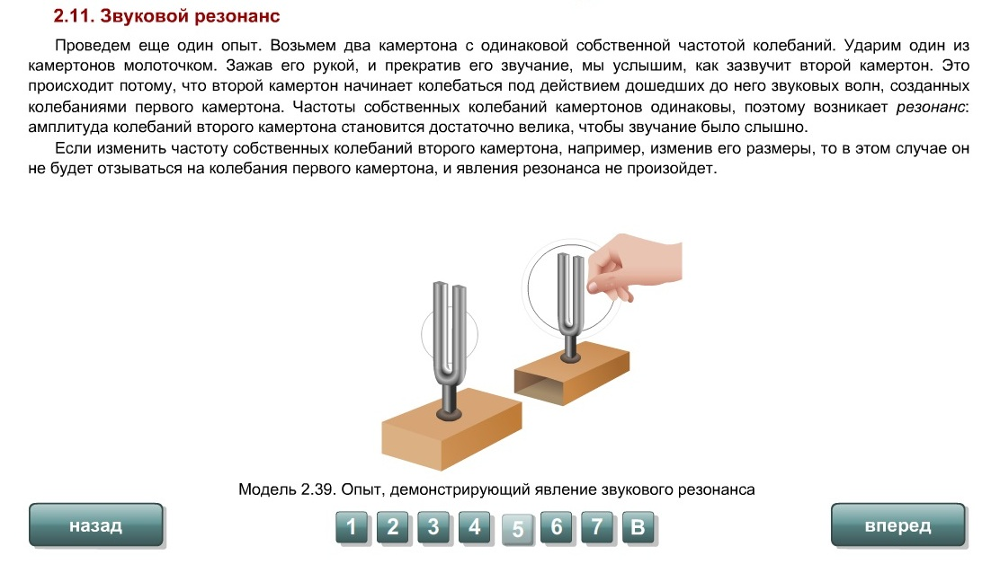 2.11. Звуковой резонанс
Проведем еще один опыт. Возьмем два камертона с одинаковой собственной частотой колебаний. Ударим один из
камертонов молоточком. Зажав его рукой, и прекратив его звучание, мы услышим, как зазвучит второй камертон. Это
происходит потому, что второй камертон начинает колебаться под действием дошедших до него звуковых волн, созданных
колебаниями первого камертона. Частоты собственных колебаний камертонов одинаковы, поэтому возникает резонанс:
амплитуда колебаний второго камертона становится достаточно велика, чтобы звучание было слышно.
Если изменить частоту собственных колебаний второго камертона, например, изменив его размеры, то в этом случае он
не будет отзываться на колебания первого камертона, и явления резонанса не произойдет.
Модель 2.39. Опыт, демонстрирующий явление звукового резонанса
назад 1 2 3 4 5 6 7 В вперед